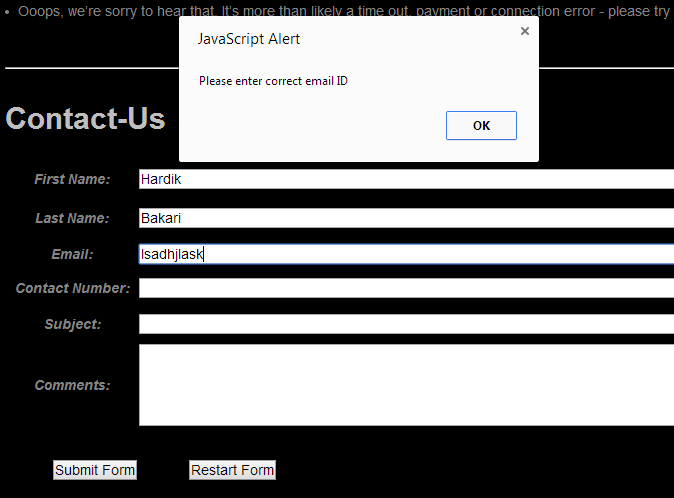 Ooops, we're sorry to hear that. It's more than likely a time out, payment or connection error - please try
JavaScript Alert
Please enter correct email ID
OK
Contact-Us
First Name: Hardik
Last Name: Bakari
Email: lsadhjlask
Contact Number:
Subject:
Comments:
Submit Form Restart Form